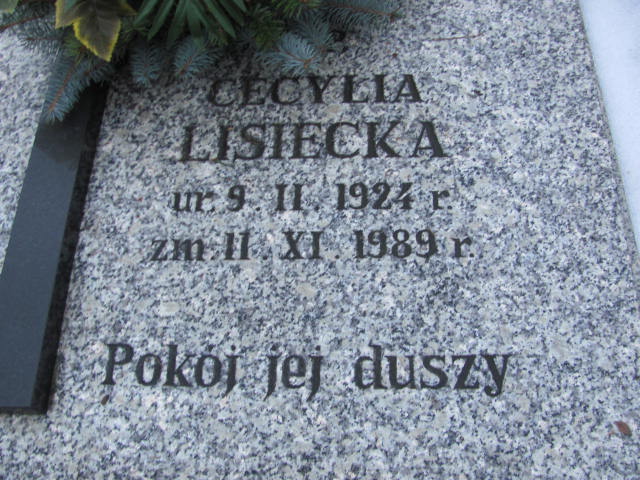 CECYLIA
LISIECKA
ur. 9. II. 1924 r.
zm. 11. XI. 1989 r.
Pokój jej duszy